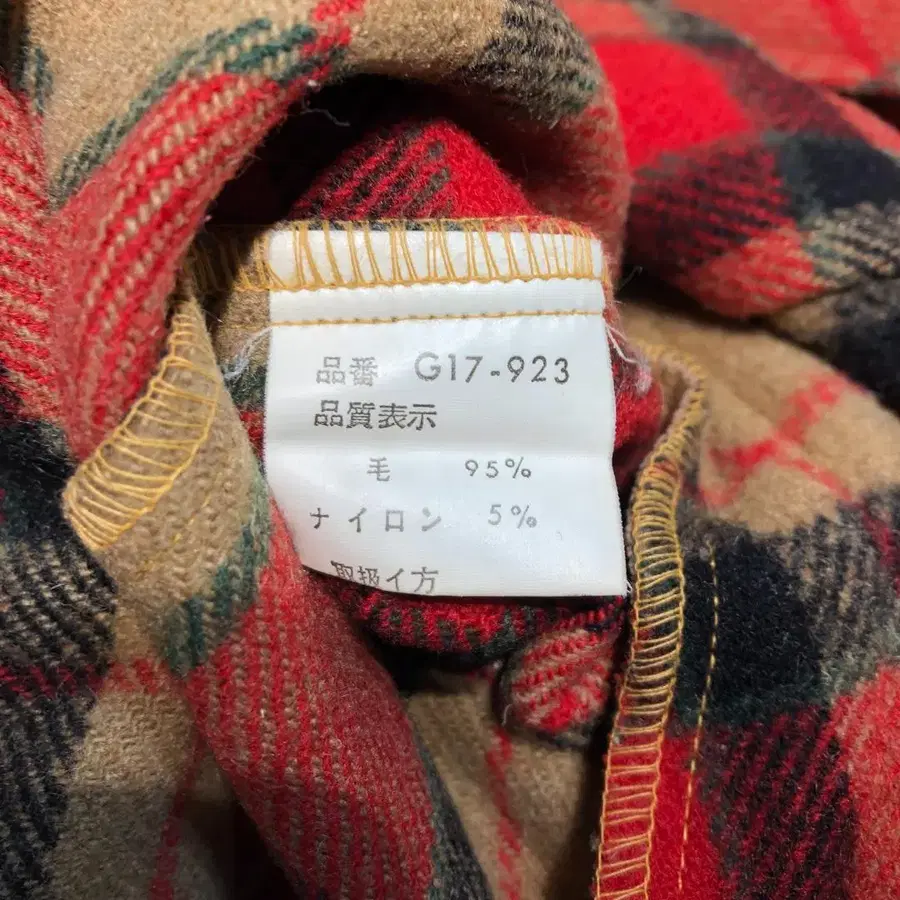 品番 G17-923
品質表示
毛 95%
ナイロン 5%
取扱イ方